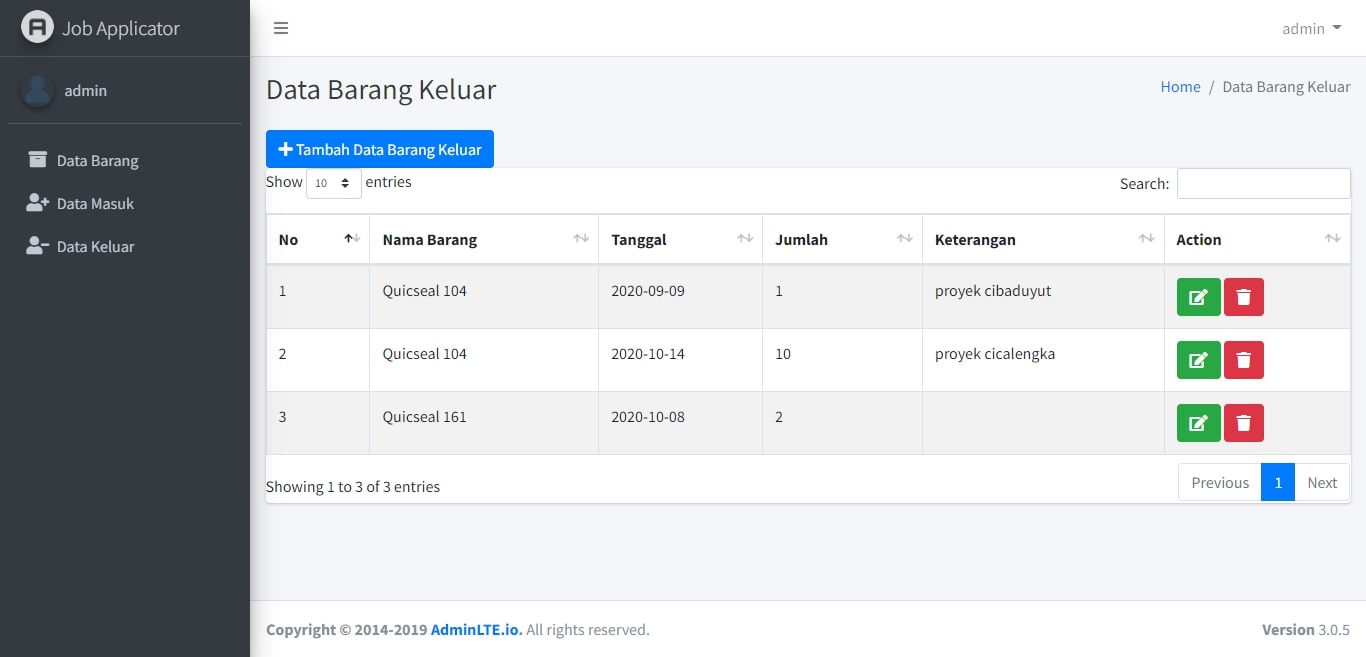 Job Applicator
admin
admin
Data Barang
Data Masuk
Data Keluar
Data Barang Keluar
Home / Data Barang Keluar
Tambah Data Barang Keluar
Show 10 entries
Search:
No Nama Barang Tanggal Jumlah Keterangan Action
1 Quicseal 104 2020-09-09 1 proyek cibaduyut
2 Quicseal 104 2020-10-14 10 proyek cicalengka
3 Quicseal 161 2020-10-08 2
Showing 1 to 3 of 3 entries
Previous 1 Next
Copyright © 2014-2019 AdminLTE.io. All rights reserved.
Version 3.0.5